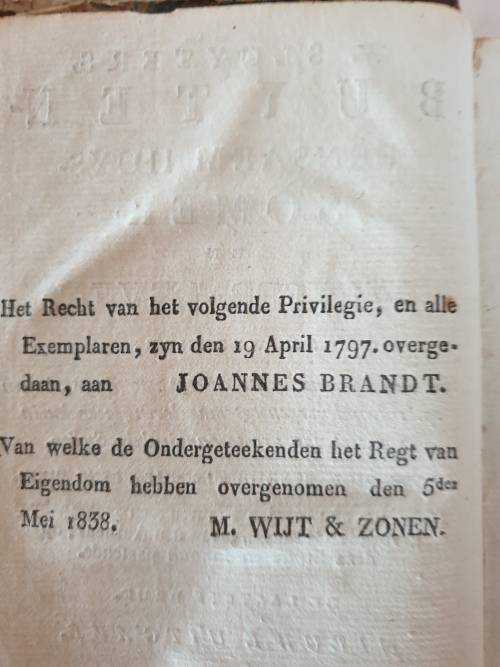 Het Recht van het volgende Privilegie, en alle
Exemplaren, zyn den 19 April 1797. overge-
daan, aan JOANNES BRANDT.
Van welke de Ondergeteekenden het Regt van
Eigendom hebben overgenomen den 5der
Mei 1838. M. WIJT & ZONEN.